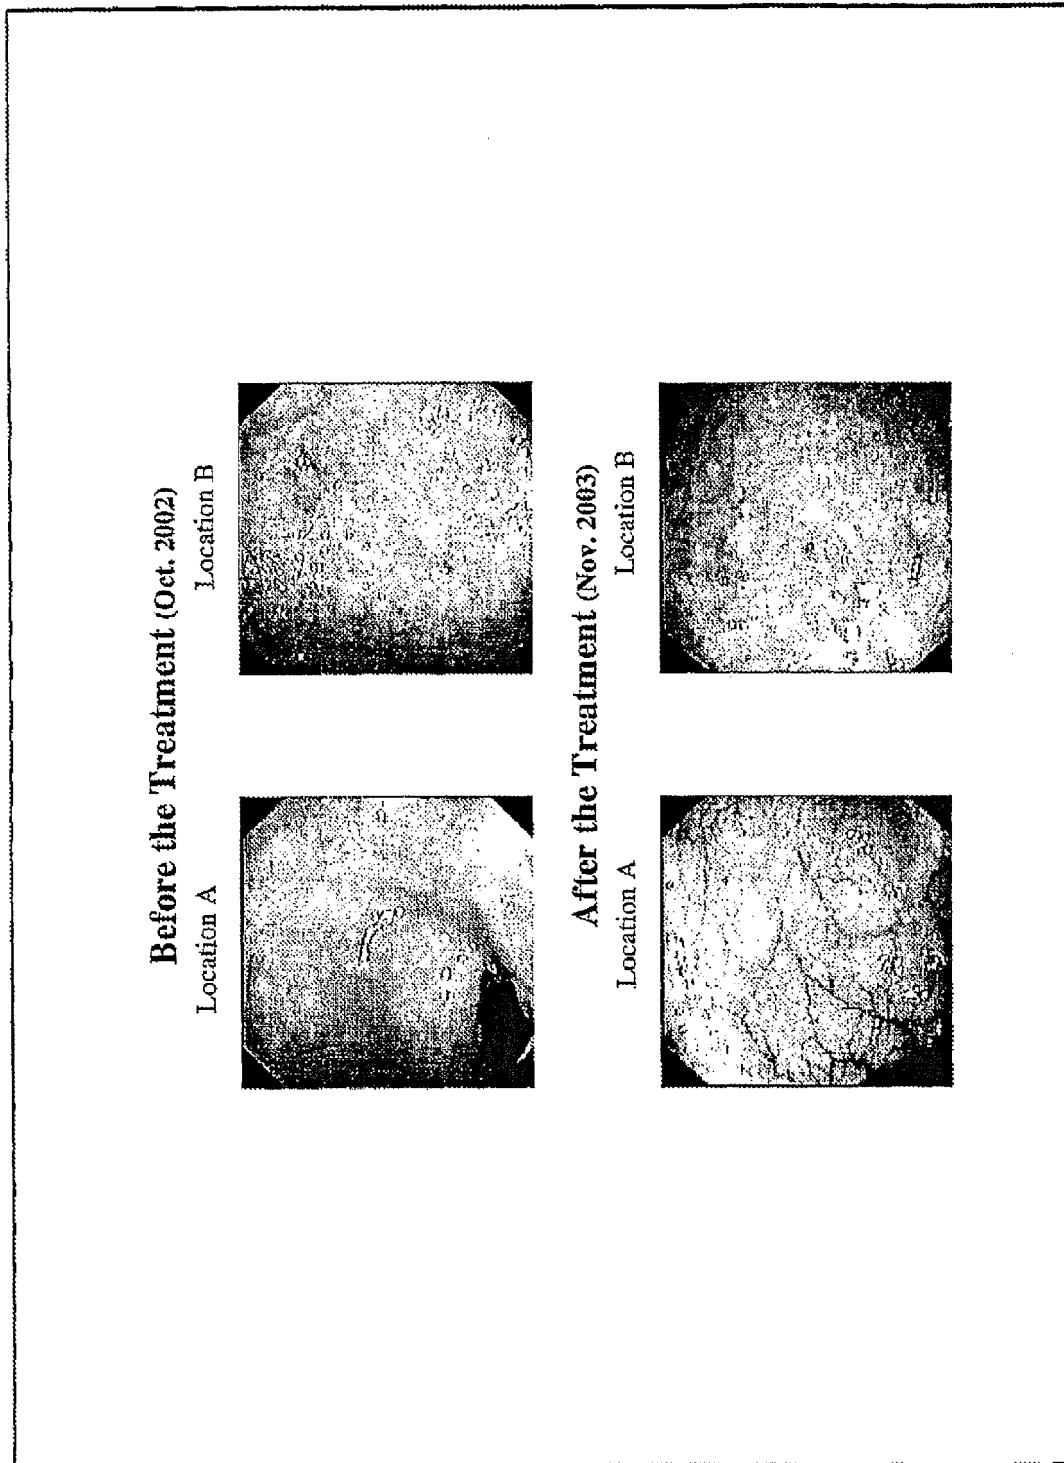 Before the Treatment (Oct. 2002)
Location A
Location B
After the Treatment (Nov. 2003)
Location A
Location B